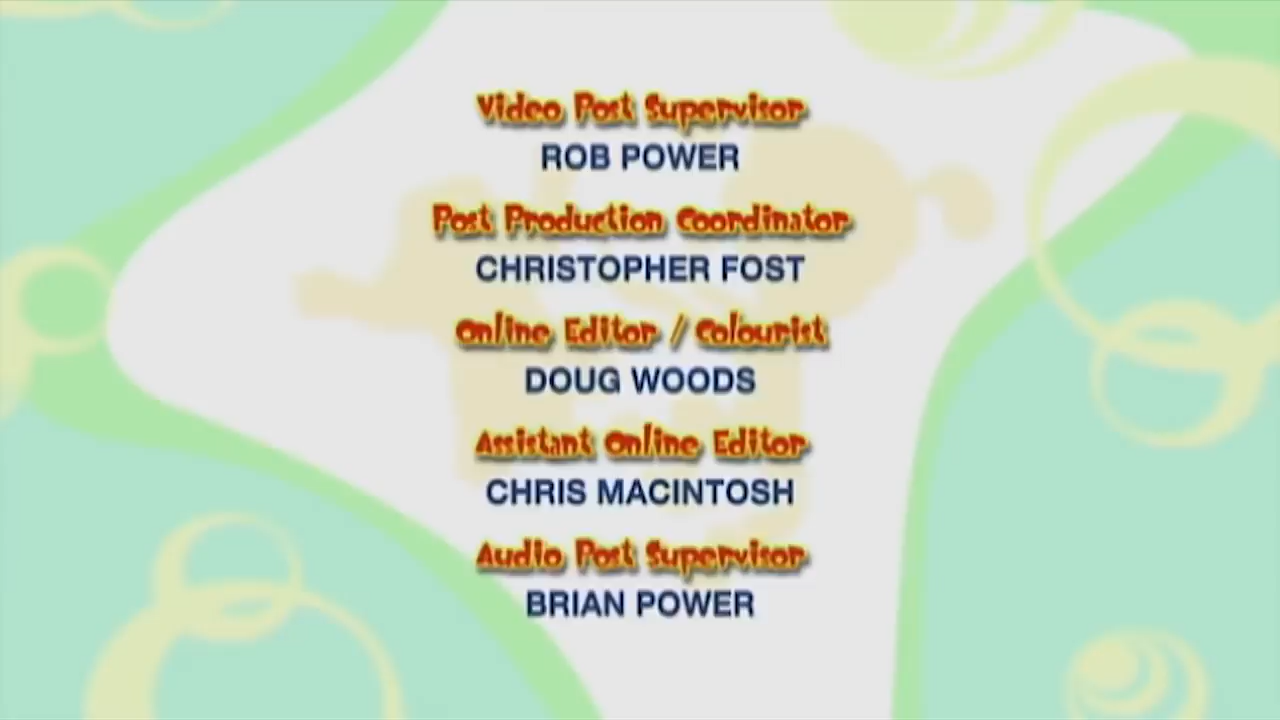 Video Post Supervisor
ROB POWER
Post Production Coordinator
CHRISTOPHER FOST
Online Editor / Colourist
DOUG WOODS
Assistant Online Editor
CHRIS MACINTOSH
Audio Post Supervisor
BRIAN POWER